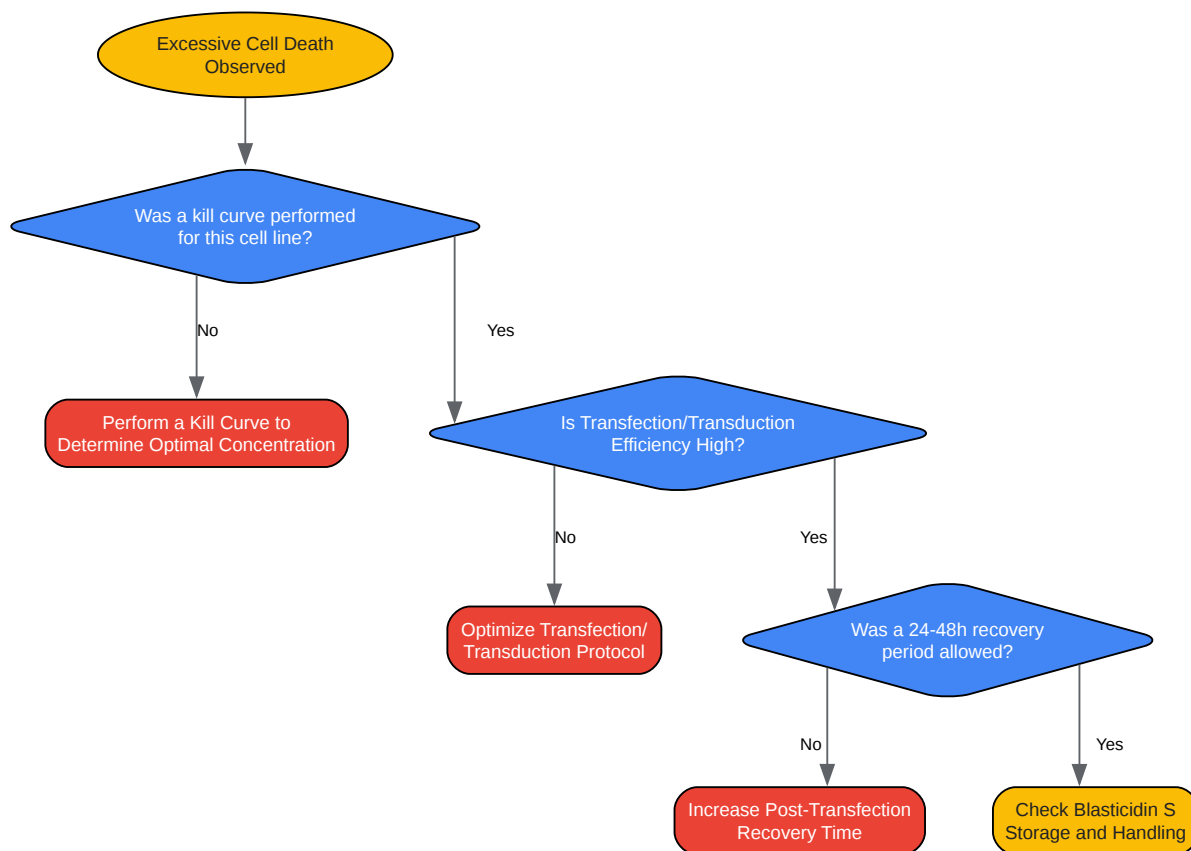 Excessive Cell Death
Observed
Was a kill curve performed
for this cell line?
No
Yes
Perform a Kill Curve to
Determine Optimal Concentration
Is Transfection/Transduction
Efficiency High?
No
Yes
Optimize Transfection/
Transduction Protocol
Was a 24-48h recovery
period allowed?
No
Yes
Increase Post-Transfection
Recovery Time
Check Blasticidin S
Storage and Handling